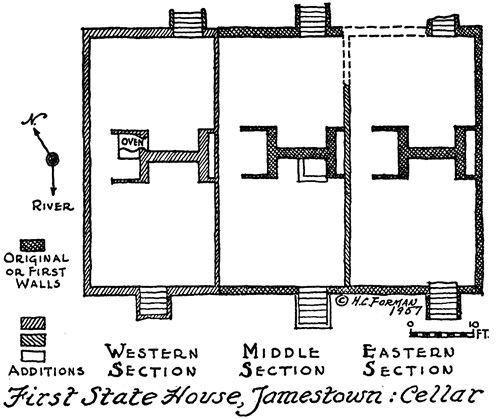 OVEN
N.
RIVER
ORIGINAL
OR FIRST
WALLS
ADDITIONS
© H.C. FORMAN
1957
0 10
FT.
WESTERN
SECTION
MIDDLE
SECTION
EASTERN
SECTION
First State House, Jamestown : Cellar